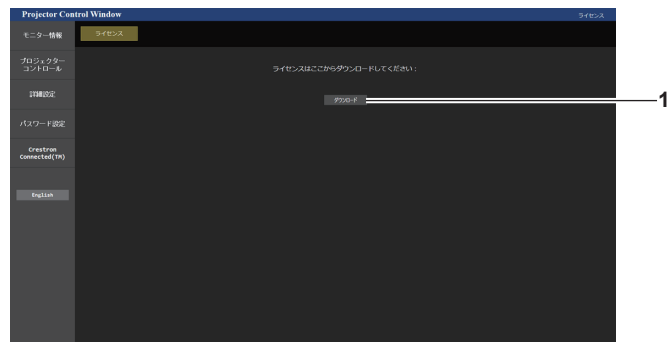 Projector Control Window
ライセンス
モニター情報
ライセンス
プロジェクター
コントロール
ライセンスはここからダウンロードしてください：
詳細設定
ダウンロード
1
パスワード設定
Crestron
Connected(TM)
English